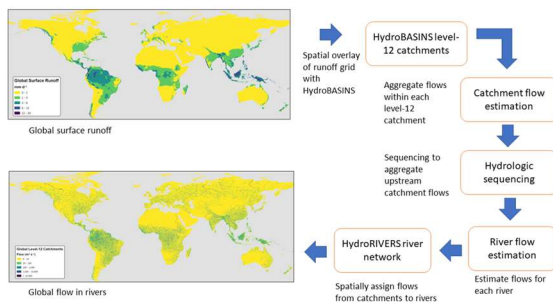 Spatial overlay
of runoff grid
with
HydroBASINS
HydroBASINS level-
12 catchments
Global Surface Runoff
Global surface runoff
Aggregate flows
within each
level-12
catchment
Catchment flow
estimation
Sequencing to
aggregate
upstream
catchment flows
Hydrologic
sequencing
Global Level 12 Catchments
Global flow in rivers
HydroRIVERS river
network
Spatially assign flows
from catchments to rivers
River flow
estimation
Estimate flows for
each river